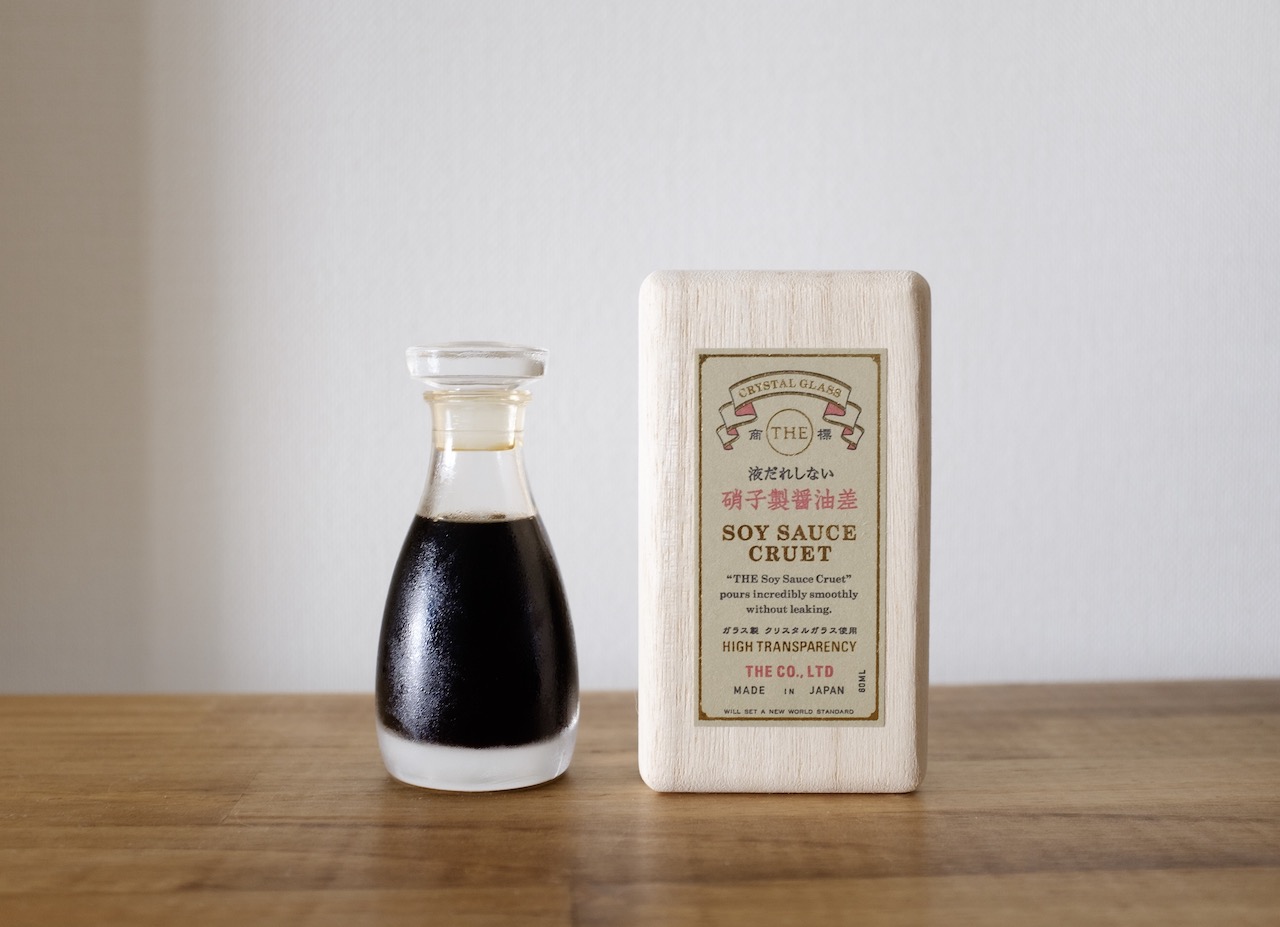 CRYSTAL GLASS
商 THE 標
液だれしない
硝子製醤油差
SOY SAUCE
CRUET
“THE Soy Sauce Cruet”
pours incredibly smoothly
without leaking.
ガラス製 クリスタルガラス使用
HIGH TRANSPARENCY
THE CO., LTD
MADE IN JAPAN
80ML
WILL SET A NEW WORLD STANDARD